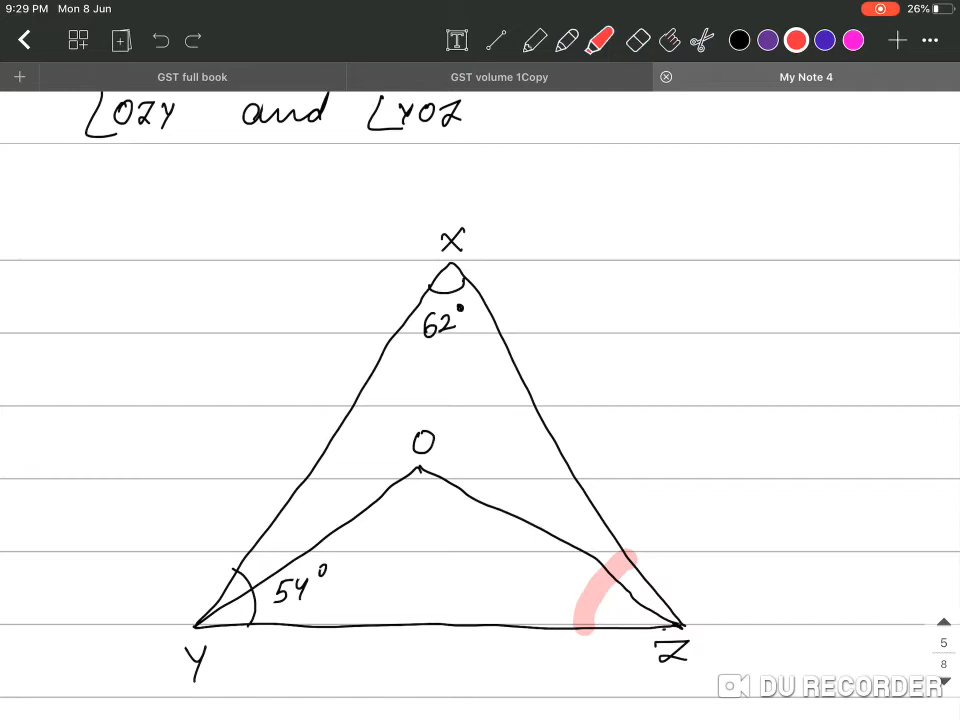 9:29 PM Mon 8 Jun
26%
GST full book
GST volume 1Copy
My Note 4
∠OZY and ∠YOZ
X
62°
O
54°
Y
Z
5
8
DU RECORDER